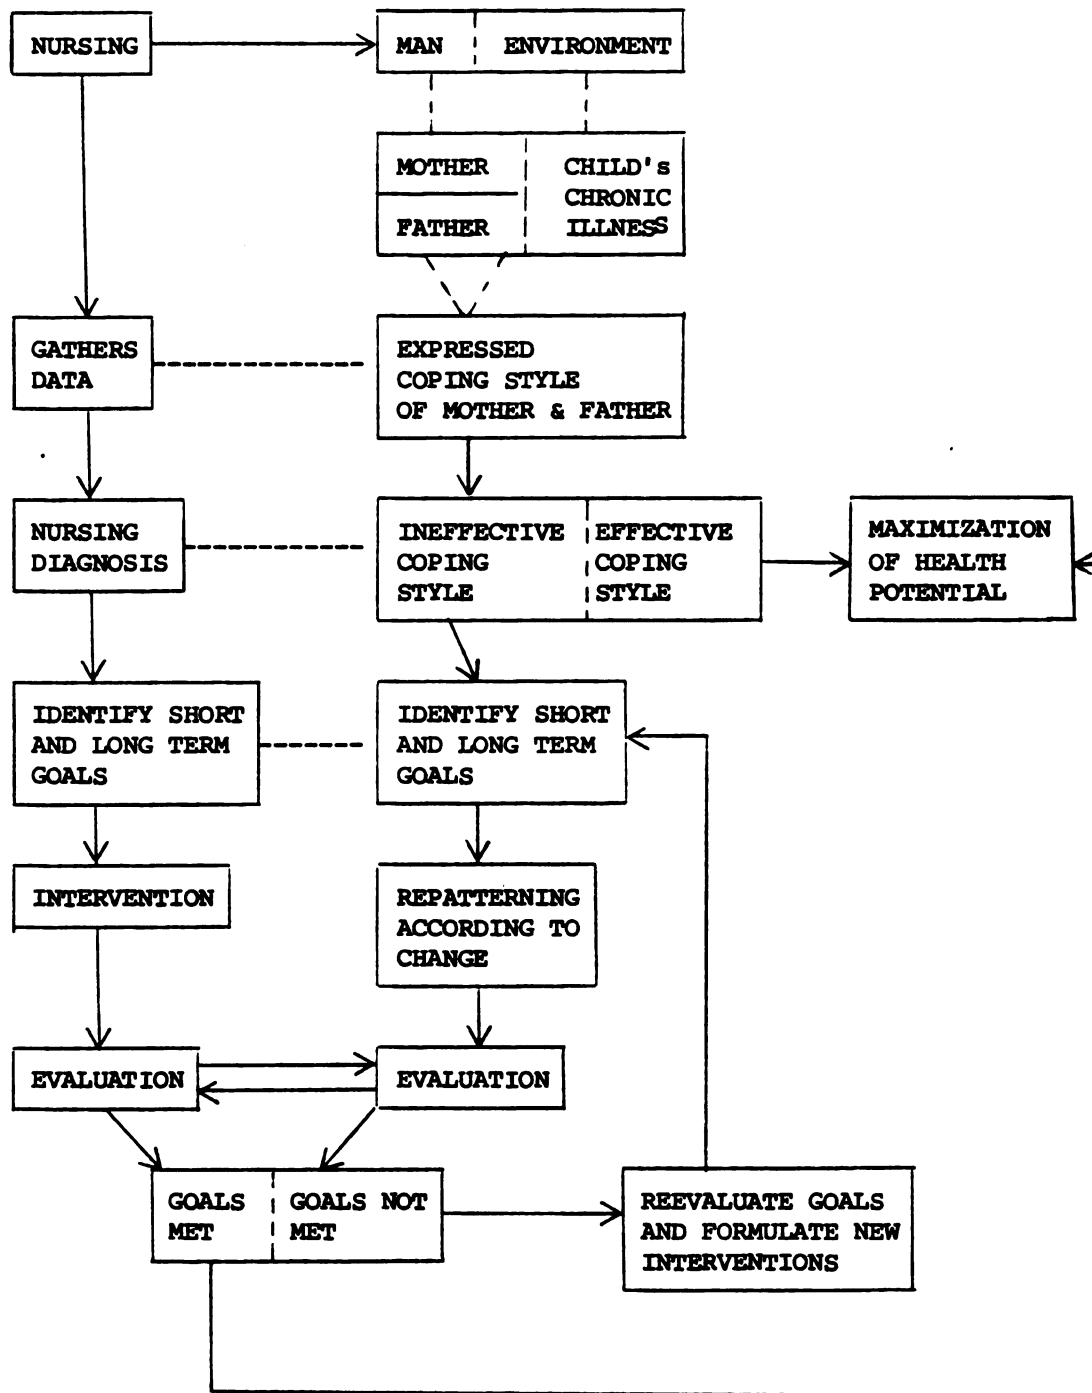 NURSING
MAN ENVIRONMENT
MOTHER
FATHER
CHILD's
CHRONIC
ILLNESS
GATHERS
DATA
EXPRESSED
COPING STYLE
OF MOTHER & FATHER
NURSING
DIAGNOSIS
INEFFECTIVE
COPING
STYLE
EFFECTIVE
COPING
STYLE
MAXIMIZATION
OF HEALTH
POTENTIAL
IDENTIFY SHORT
AND LONG TERM
GOALS
IDENTIFY SHORT
AND LONG TERM
GOALS
INTERVENTION
REPATTERNING
ACCORDING TO
CHANGE
EVALUATION
EVALUATION
GOALS
MET
GOALS NOT
MET
REEVALUATE GOALS
AND FORMULATE NEW
INTERVENTIONS